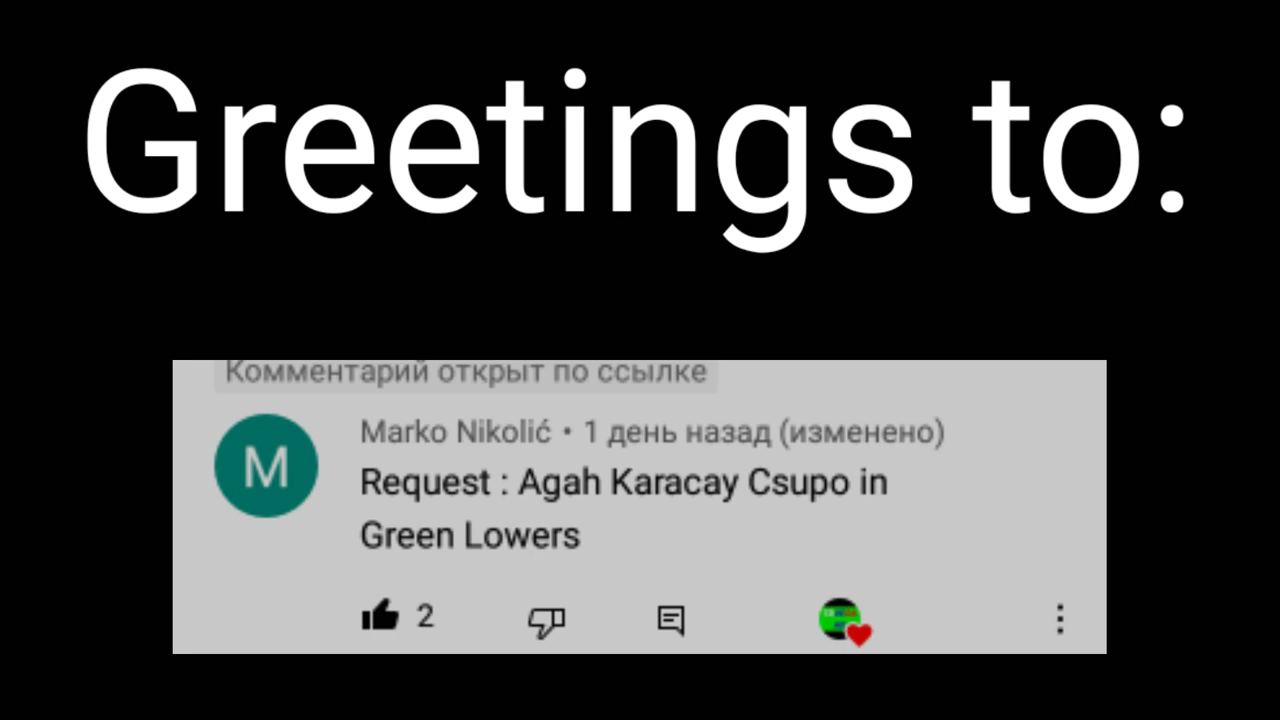 Greetings to:
Комментарий открыт по ссылке
M
Marko Nikolić • 1 день назад (изменено)
Request : Agah Karacay Csupo in
Green Lowers
2